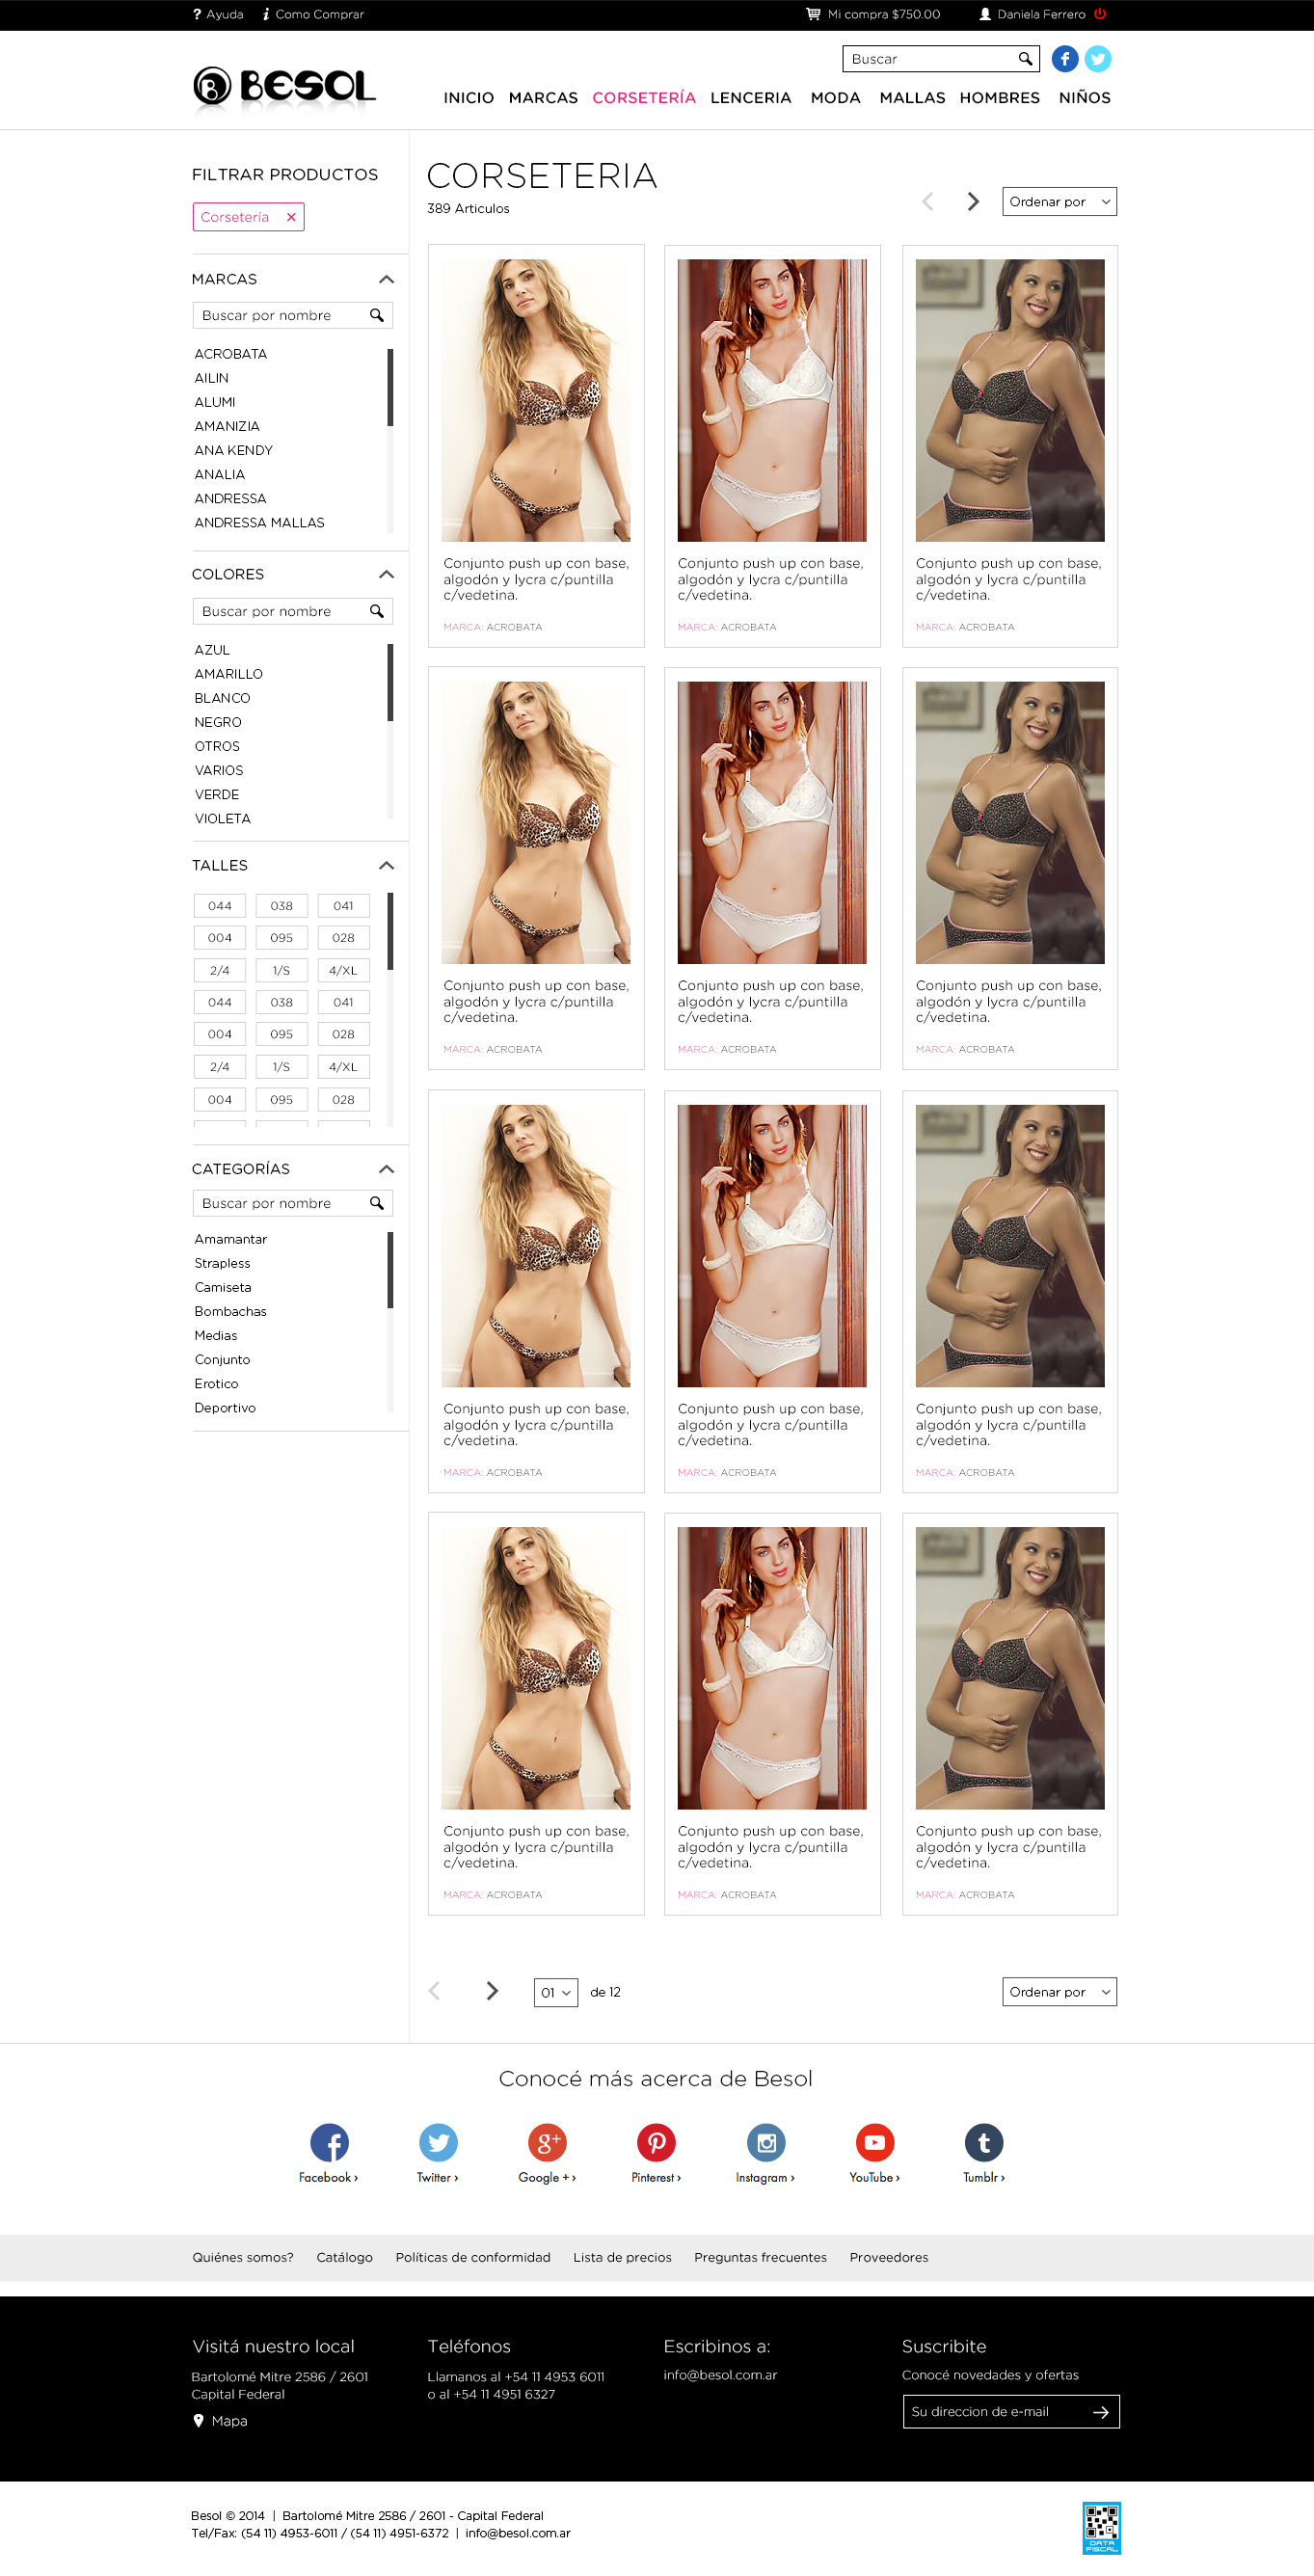 ? Ayuda   i Como Comprar   Mi compra $750.00   Daniela Ferrero
Buscar
BESOL
INICIO MARCAS CORSETERÍA LENCERIA MODA MALLAS HOMBRES NIÑOS
FILTRAR PRODUCTOS
Corsetería ×
MARCAS
Buscar por nombre
ACROBATA
AILIN
ALUMI
AMANIZIA
ANA KENDY
ANALIA
ANDRESSA
ANDRESSA MALLAS
COLORES
Buscar por nombre
AZUL
AMARILLO
BLANCO
NEGRO
OTROS
VARIOS
VERDE
VIOLETA
TALLES
044 038 041
004 095 028
2/4 1/S 4/XL
044 038 041
004 095 028
2/4 1/S 4/XL
004 095 028
CATEGORÍAS
Buscar por nombre
Amamantar
Strapless
Camiseta
Bombachas
Medias
Conjunto
Erotico
Deportivo
CORSETERIA
389 Articulos
Ordenar por
Conjunto push up con base,
algodón y lycra c/puntilla
c/vedetina.
MARCA: ACROBATA
Conjunto push up con base,
algodón y lycra c/puntilla
c/vedetina.
MARCA: ACROBATA
Conjunto push up con base,
algodón y lycra c/puntilla
c/vedetina.
MARCA: ACROBATA
Conjunto push up con base,
algodón y lycra c/puntilla
c/vedetina.
MARCA: ACROBATA
Conjunto push up con base,
algodón y lycra c/puntilla
c/vedetina.
MARCA: ACROBATA
Conjunto push up con base,
algodón y lycra c/puntilla
c/vedetina.
MARCA: ACROBATA
Conjunto push up con base,
algodón y lycra c/puntilla
c/vedetina.
MARCA: ACROBATA
Conjunto push up con base,
algodón y lycra c/puntilla
c/vedetina.
MARCA: ACROBATA
Conjunto push up con base,
algodón y lycra c/puntilla
c/vedetina.
MARCA: ACROBATA
Conjunto push up con base,
algodón y lycra c/puntilla
c/vedetina.
MARCA: ACROBATA
Conjunto push up con base,
algodón y lycra c/puntilla
c/vedetina.
MARCA: ACROBATA
Conjunto push up con base,
algodón y lycra c/puntilla
c/vedetina.
MARCA: ACROBATA
01 de 12
Ordenar por
Conocé más acerca de Besol
Facebook › Twitter › Google + › Pinterest › Instagram › YouTube › Tumblr ›
Quiénes somos? Catálogo Políticas de conformidad Lista de precios Preguntas frecuentes Proveedores
Visitá nuestro local
Bartolomé Mitre 2586 / 2601
Capital Federal
Mapa
Teléfonos
Llamanos al +54 11 4953 6011
o al +54 11 4951 6327
Escribinos a:
info@besol.com.ar
Suscribite
Conocé novedades y ofertas
Su direccion de e-mail
Besol © 2014 | Bartolomé Mitre 2586 / 2601 - Capital Federal
Tel/Fax: (54 11) 4953-6011 / (54 11) 4951-6372 | info@besol.com.ar
DATA
FISCAL